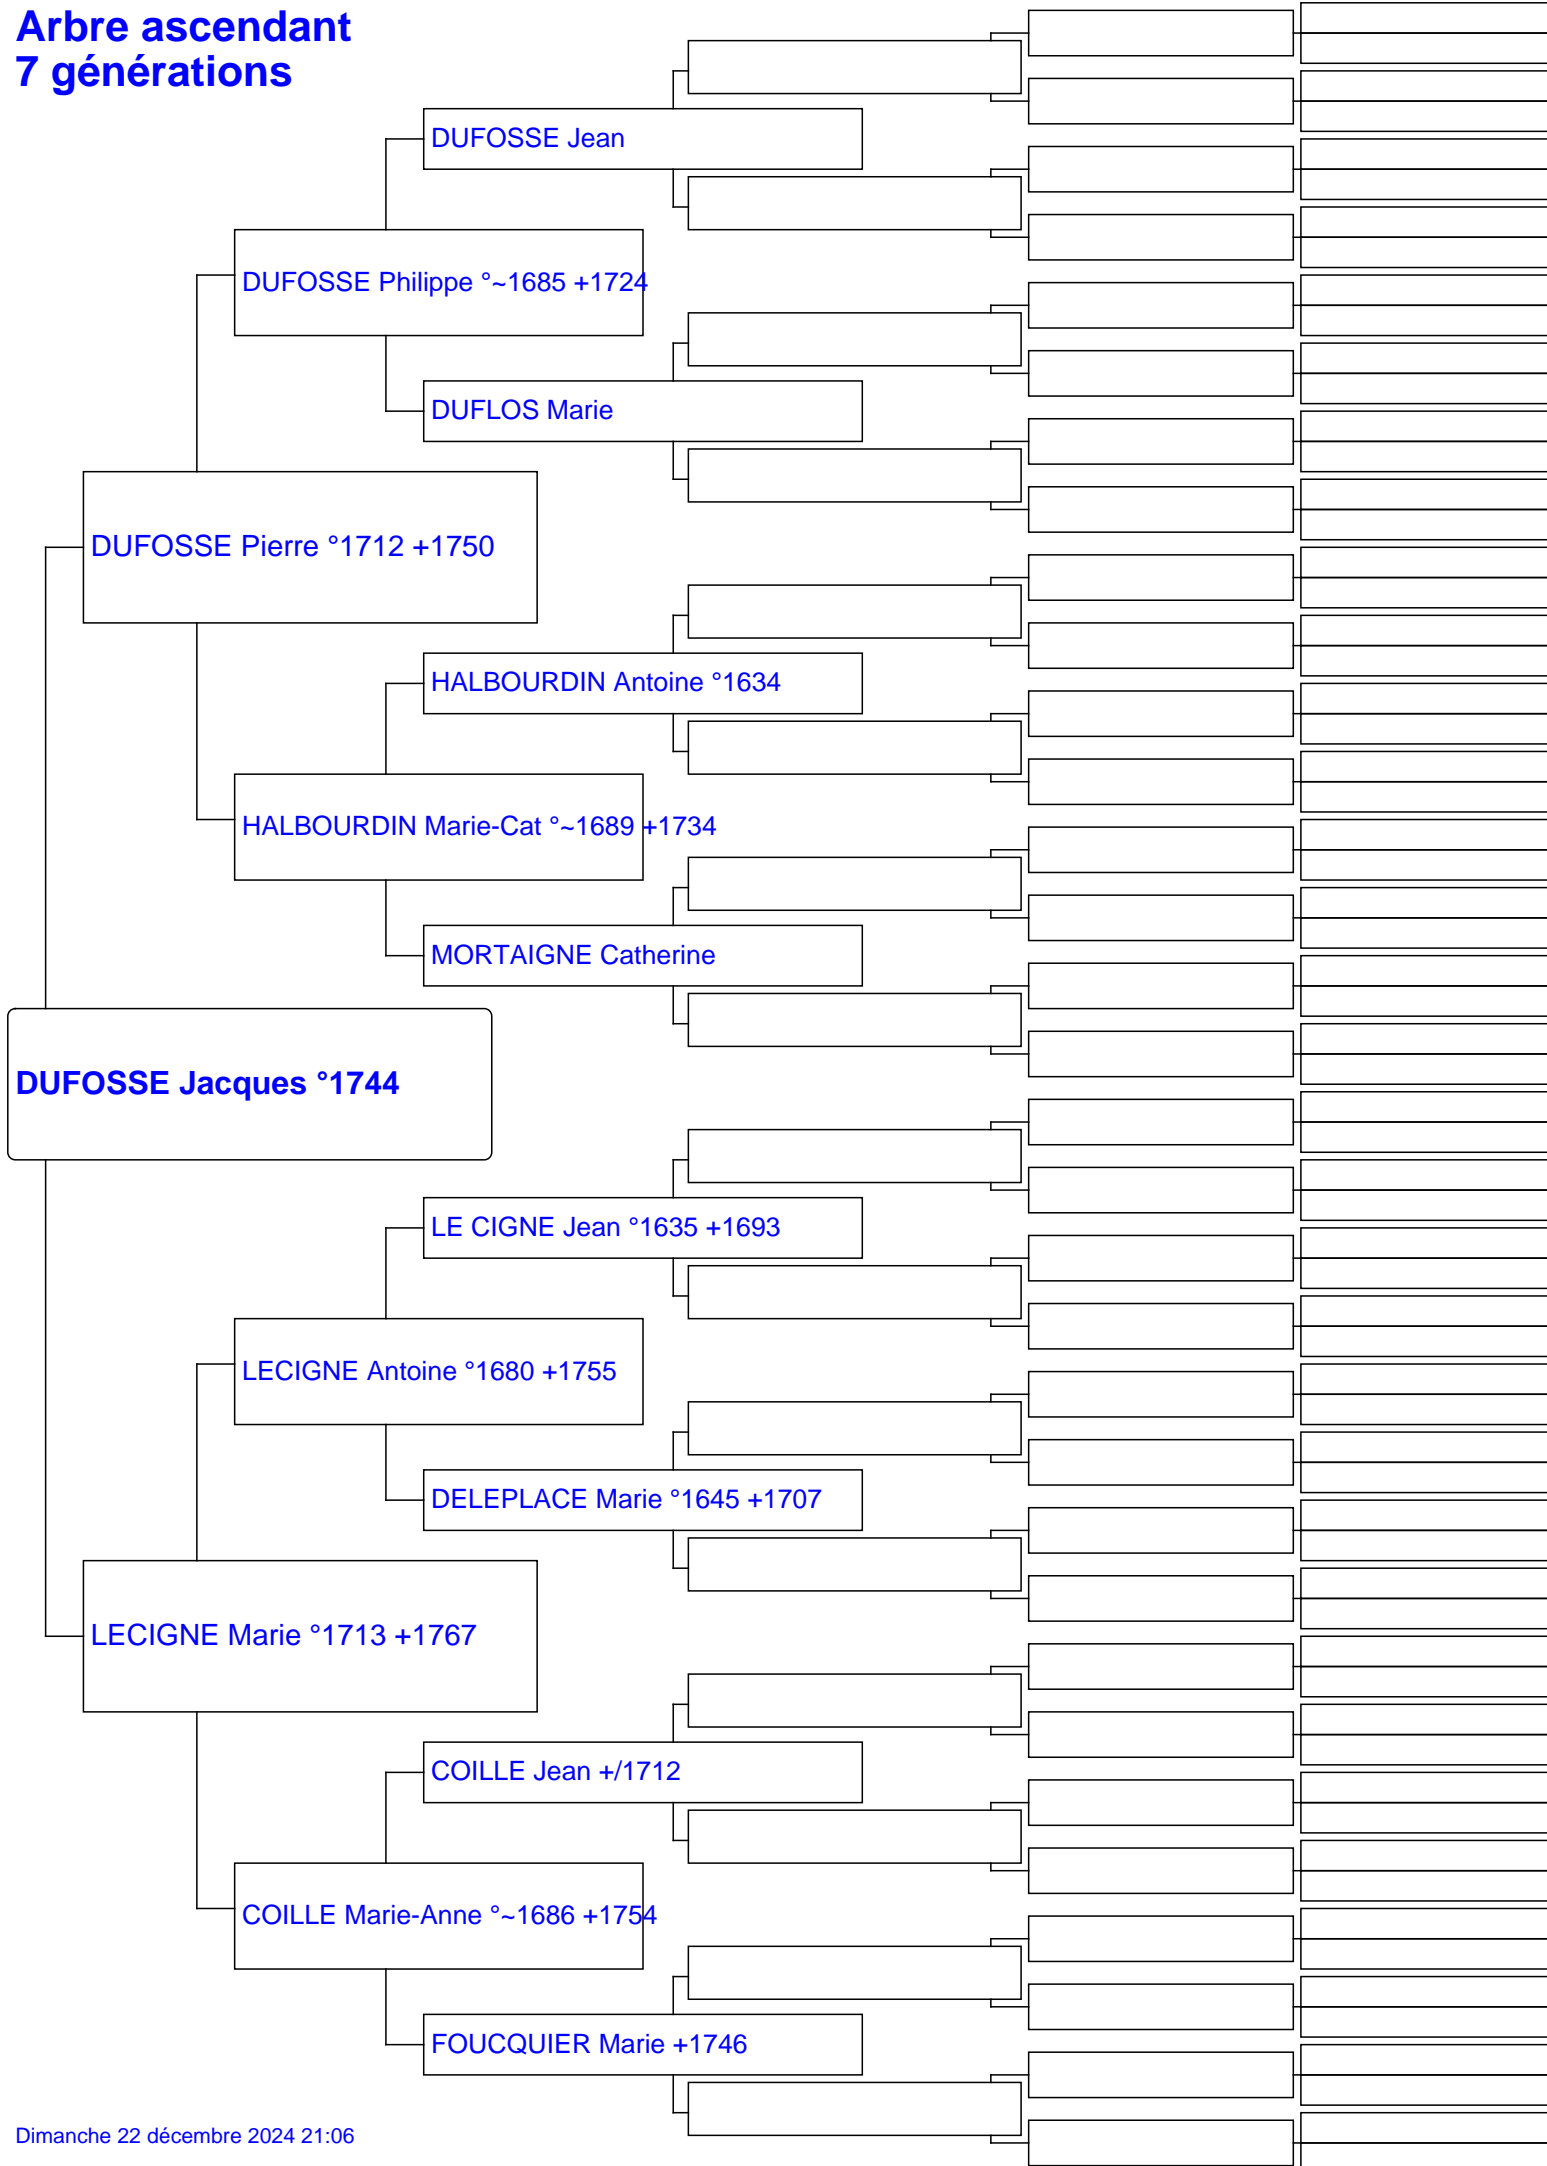 Arbre ascendant
7 générations
DUFOSSE Jean
DUFOSSE Philippe °~1685 +1724
DUFLOS Marie
DUFOSSE Pierre °1712 +1750
HALBOURDIN Antoine °1634
HALBOURDIN Marie-Cat °~1689 +1734
MORTAIGNE Catherine
DUFOSSE Jacques °1744
LE CIGNE Jean °1635 +1693
LECIGNE Antoine °1680 +1755
DELEPLACE Marie °1645 +1707
LECIGNE Marie °1713 +1767
COILLE Jean +/1712
COILLE Marie-Anne °~1686 +1754
FOUCQUIER Marie +1746
Dimanche 22 décembre 2024 21:06